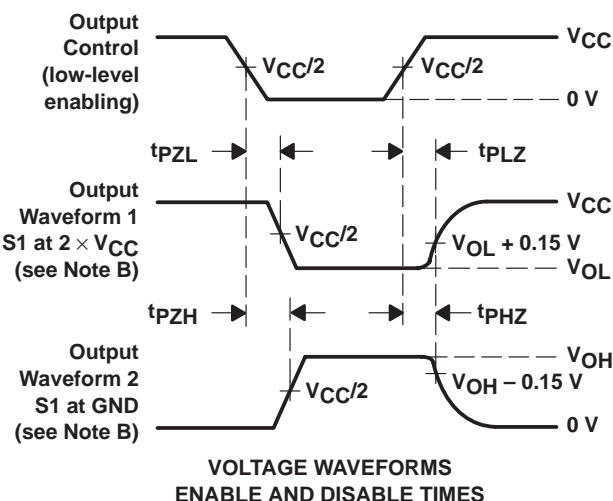 Output
Control
(low-level
enabling)
VCC/2
VCC/2
VCC
0 V
tPZL
tPLZ
Output
Waveform 1
S1 at 2 × VCC
(see Note B)
VCC/2
VCC
VOL + 0.15 V
VOL
tPZH
tPHZ
Output
Waveform 2
S1 at GND
(see Note B)
VCC/2
VOH
VOH – 0.15 V
0 V
VOLTAGE WAVEFORMS
ENABLE AND DISABLE TIMES